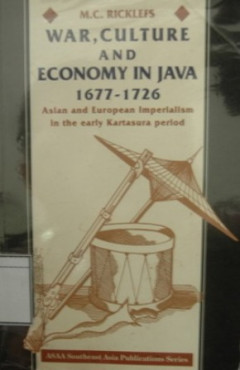 M.C. RICKLEFS
WAR, CULTURE
AND
ECONOMY IN JAVA
1677-1726
Asian and European Imperialism
in the early Kartasura period
ASAA Southeast Asia Publications Series